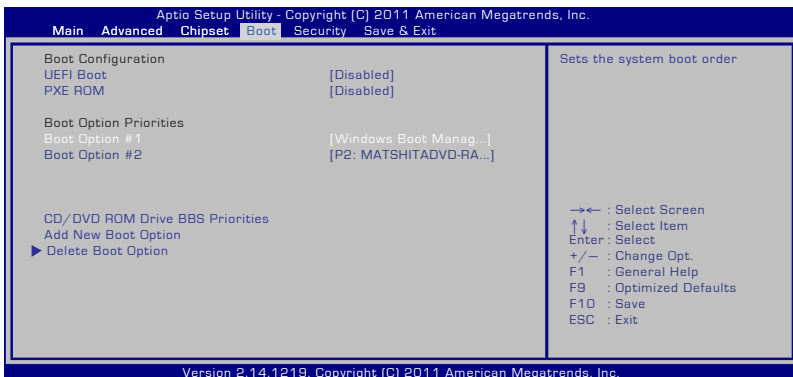 Aptio Setup Utility - Copyright (C) 2011 American Megatrends, Inc.
Main Advanced Chipset Boot Security Save & Exit
Boot Configuration
UEFI Boot [Disabled]
PXE ROM [Disabled]
Boot Option Priorities
Boot Option #1 [Windows Boot Manag...]
Boot Option #2 [P2: MATSHITADVD-RA...]
CD/DVD ROM Drive BBS Priorities
Add New Boot Option
▶ Delete Boot Option
Sets the system boot order
→← : Select Screen
↑↓ : Select Item
Enter : Select
+/− : Change Opt.
F1 : General Help
F9 : Optimized Defaults
F10 : Save
ESC : Exit
Version 2.14.1219. Copyright (C) 2011 American Megatrends, Inc.